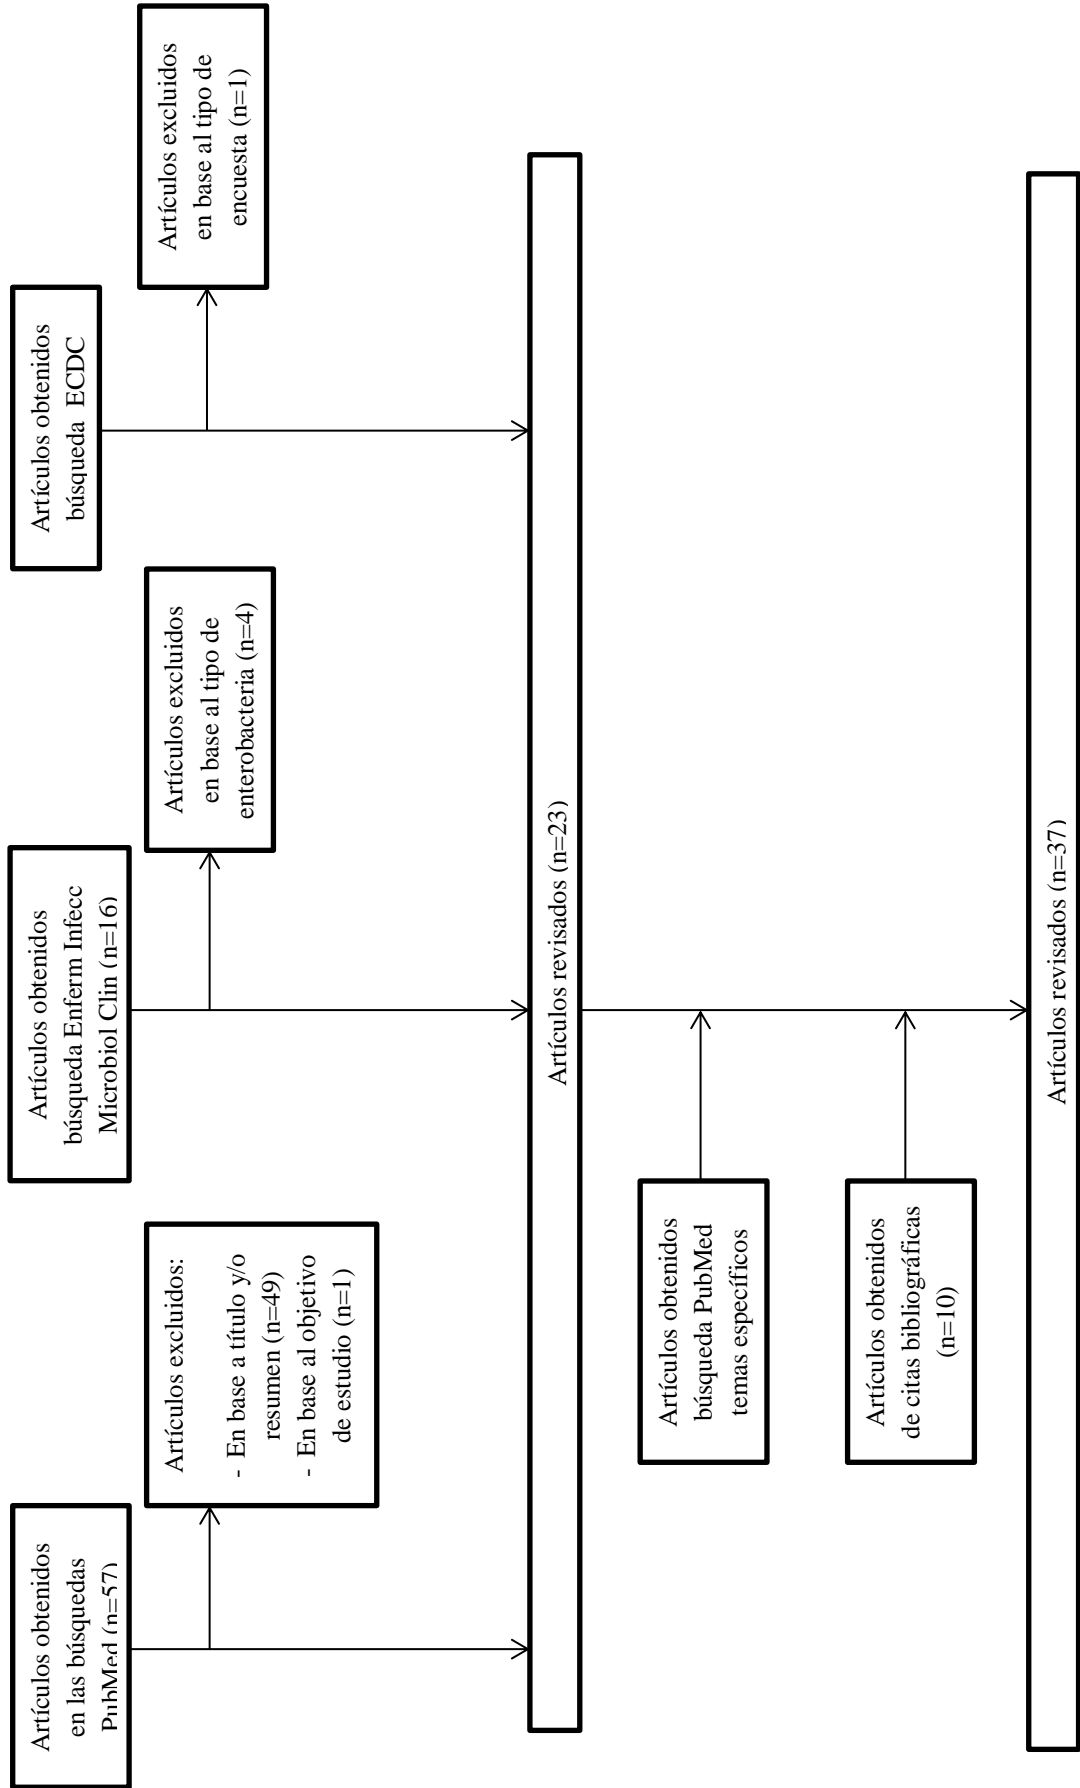 Artículos obtenidos
en las búsquedas
PubMed (n=57)
Artículos obtenidos
búsqueda Enferm Infecc
Microbiol Clin (n=16)
Artículos obtenidos
búsqueda ECDC
Artículos excluidos:
- En base a título y/o
resumen (n=49)
- En base al objetivo
de estudio (n=1)
Artículos excluidos
en base al tipo de
enterobacteria (n=4)
Artículos excluidos
en base al tipo de
encuesta (n=1)
Artículos revisados (n=23)
Artículos obtenidos
búsqueda PubMed
temas específicos
Artículos obtenidos
de citas bibliográficas
(n=10)
Artículos revisados (n=37)